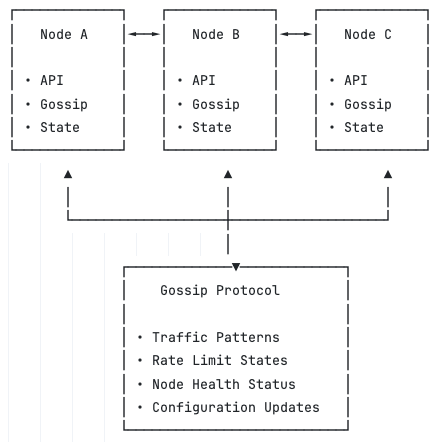 Node A
Node B
Node C
• API
• API
• API
• Gossip
• Gossip
• Gossip
• State
• State
• State
Gossip Protocol
• Traffic Patterns
• Rate Limit States
• Node Health Status
• Configuration Updates